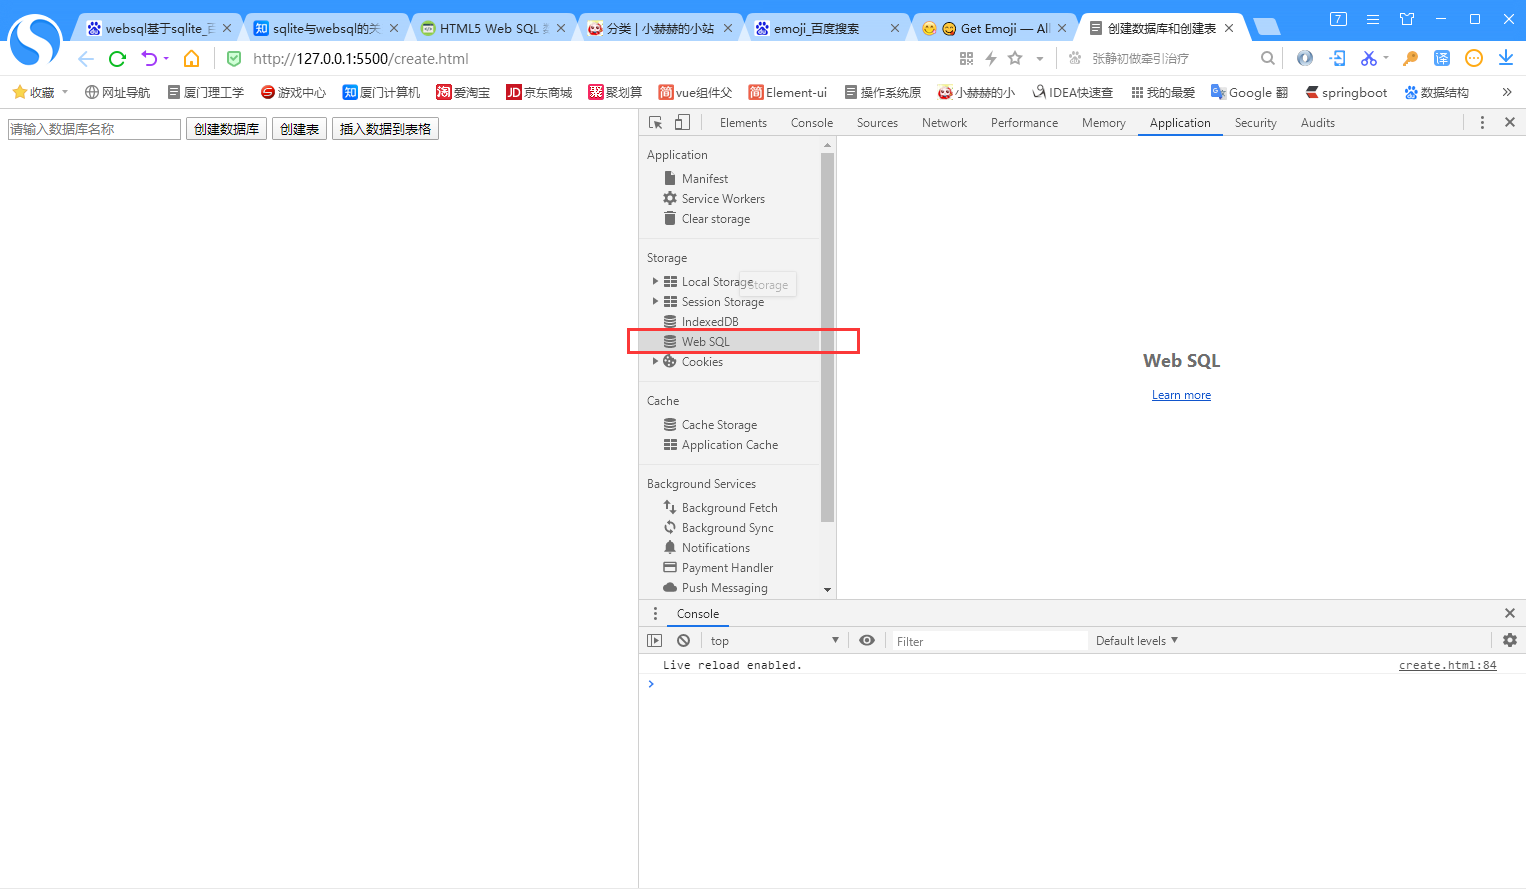 websql基于sqlite_百
sqlite与websql的关
HTML5 Web SQL 数
分类 | 小赫赫的小站
emoji_百度搜索
Get Emoji — All
创建数据库和创建表
7
http://127.0.0.1:5500/create.html
张静初做牵引治疗
译
收藏
网址导航
厦门理工学
游戏中心
知 厦门计算机
淘 爱淘宝
JD 京东商城
聚 聚划算
简 vue组件父
简 Element-ui
操作系统原
小赫赫的小
IDEA快速查
我的最爱
Google 翻
springboot
数据结构
请输入数据库名称 创建数据库 创建表 插入数据到表格
Elements Console Sources Network Performance Memory Application Security Audits
Application
Manifest
Service Workers
Clear storage
Storage
Local Storage
Storage
Session Storage
IndexedDB
Web SQL
Cookies
Cache
Cache Storage
Application Cache
Background Services
Background Fetch
Background Sync
Notifications
Payment Handler
Push Messaging
Web SQL
Learn more
Console
top Filter Default levels
Live reload enabled. create.html:84